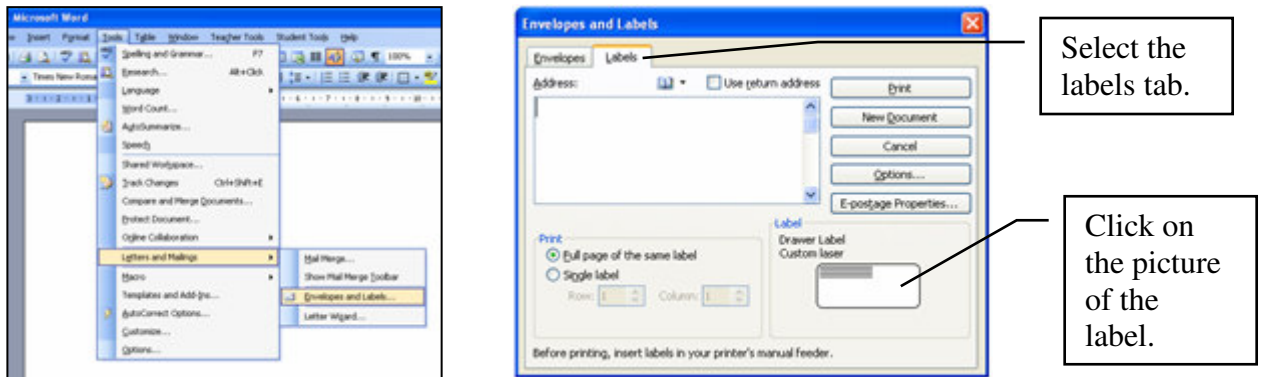 Microsoft Word
Insert Format Tools Table Window Teacher Tools Student Tools Help
100%
Times New Roma
Spelling and Grammar... F7
Research... Alt+Click
Language
Word Count...
AutoSummarize...
Speech
Shared Workspace...
Track Changes Ctrl+Shift+E
Compare and Merge Documents...
Protect Document...
Online Collaboration
Letters and Mailings
Macro
Templates and Add-Ins...
AutoCorrect Options...
Customize...
Options...
Mail Merge...
Show Mail Merge Toolbar
Envelopes and Labels...
Letter Wizard...
Envelopes and Labels
Envelopes Labels
Address: Use return address
Print
New Document
Cancel
Options...
E-postage Properties...
Print
Full page of the same label
Single label
Row: 1 Column: 1
Label
Drawer Label
Custom laser
Before printing, insert labels in your printer's manual feeder.
Select the
labels tab.
Click on
the picture
of the
label.